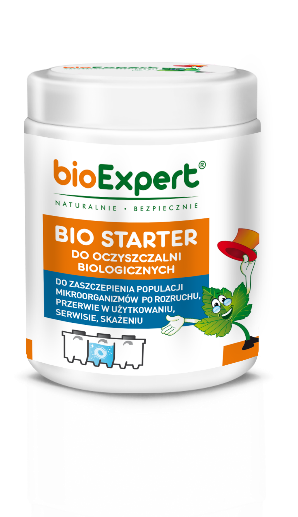 bioExpert®
NATURALNIE • BEZPIECZNIE
BIO STARTER
DO OCZYSZCZALNI
BIOLOGICZNYCH
DO ZASZCZEPIENIA POPULACJI
MIKROORGANIZMÓW PO ROZRUCHU,
PRZERWIE W UŻYTKOWANIU,
SERWISIE, SKAŻENIU